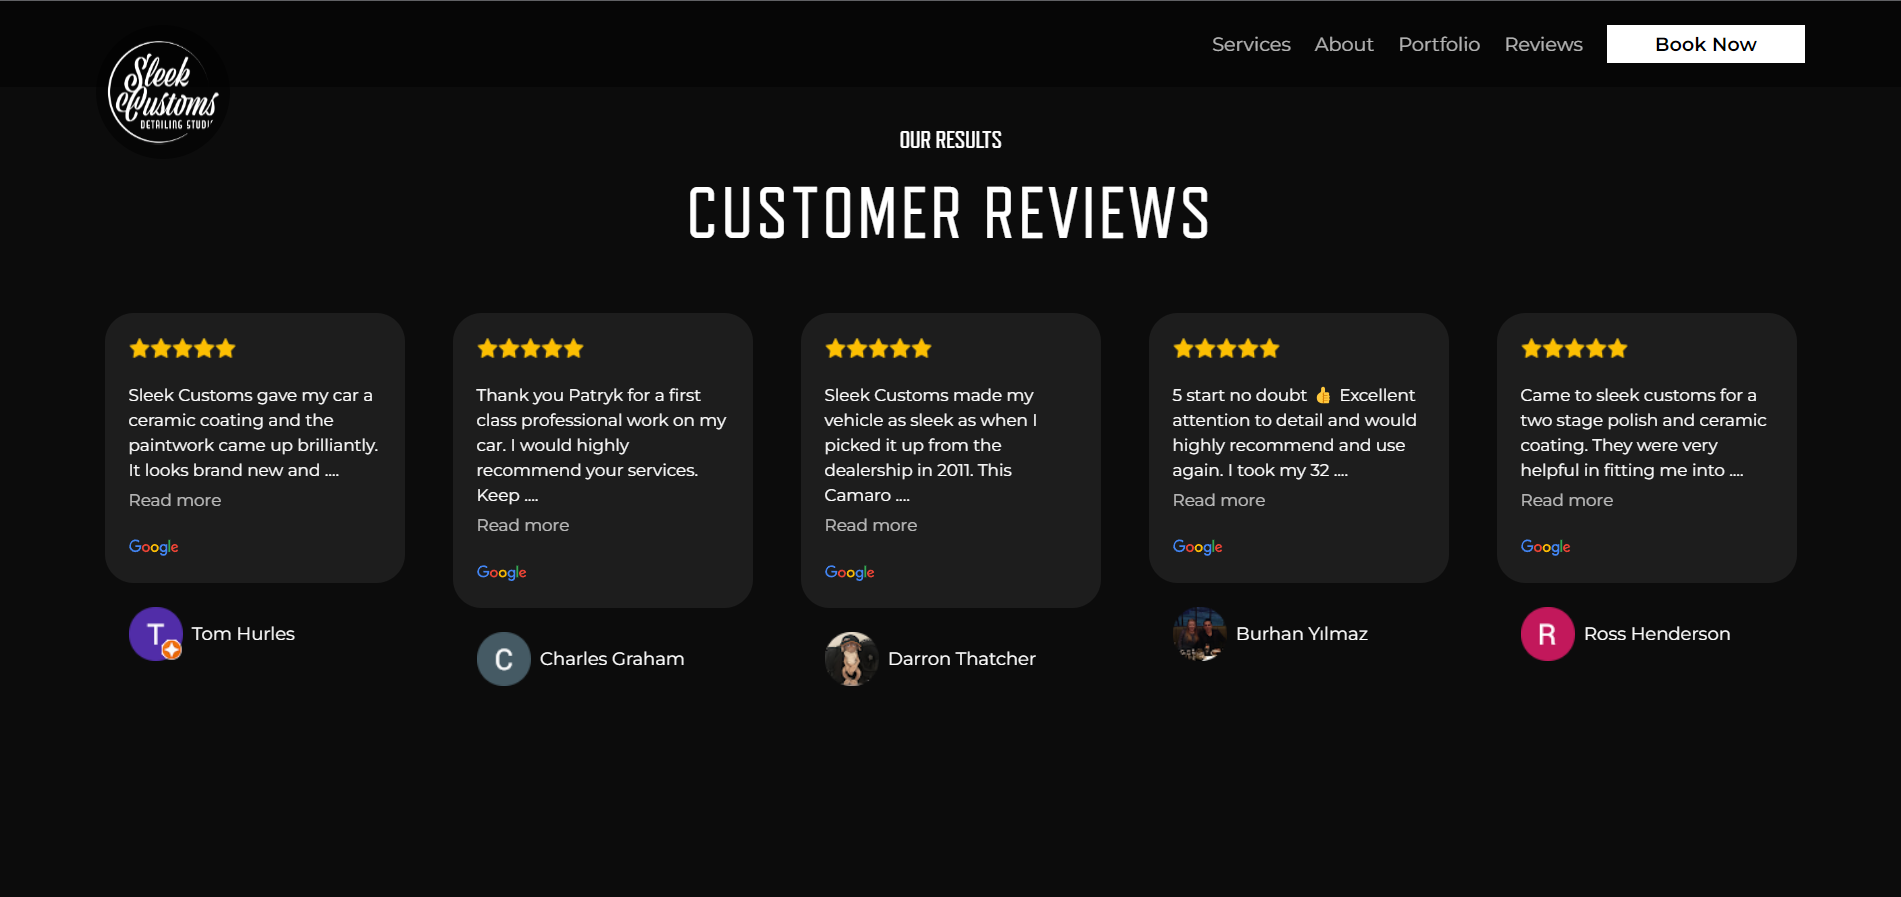 Sleek
Customs
DETAILING STUDIO
Services
About
Portfolio
Reviews
Book Now
OUR RESULTS
CUSTOMER REVIEWS
Sleek Customs gave my car a
ceramic coating and the
paintwork came up brilliantly.
It looks brand new and ....
Read more
Google
T
Tom Hurles
Thank you Patryk for a first
class professional work on my
car. I would highly
recommend your services.
Keep ....
Read more
Google
C
Charles Graham
Sleek Customs made my
vehicle as sleek as when I
picked it up from the
dealership in 2011. This
Camaro ....
Read more
Google
Darron Thatcher
5 start no doubt 👍 Excellent
attention to detail and would
highly recommend and use
again. I took my 32 ....
Read more
Google
Burhan Yılmaz
Came to sleek customs for a
two stage polish and ceramic
coating. They were very
helpful in fitting me into ....
Read more
Google
R
Ross Henderson